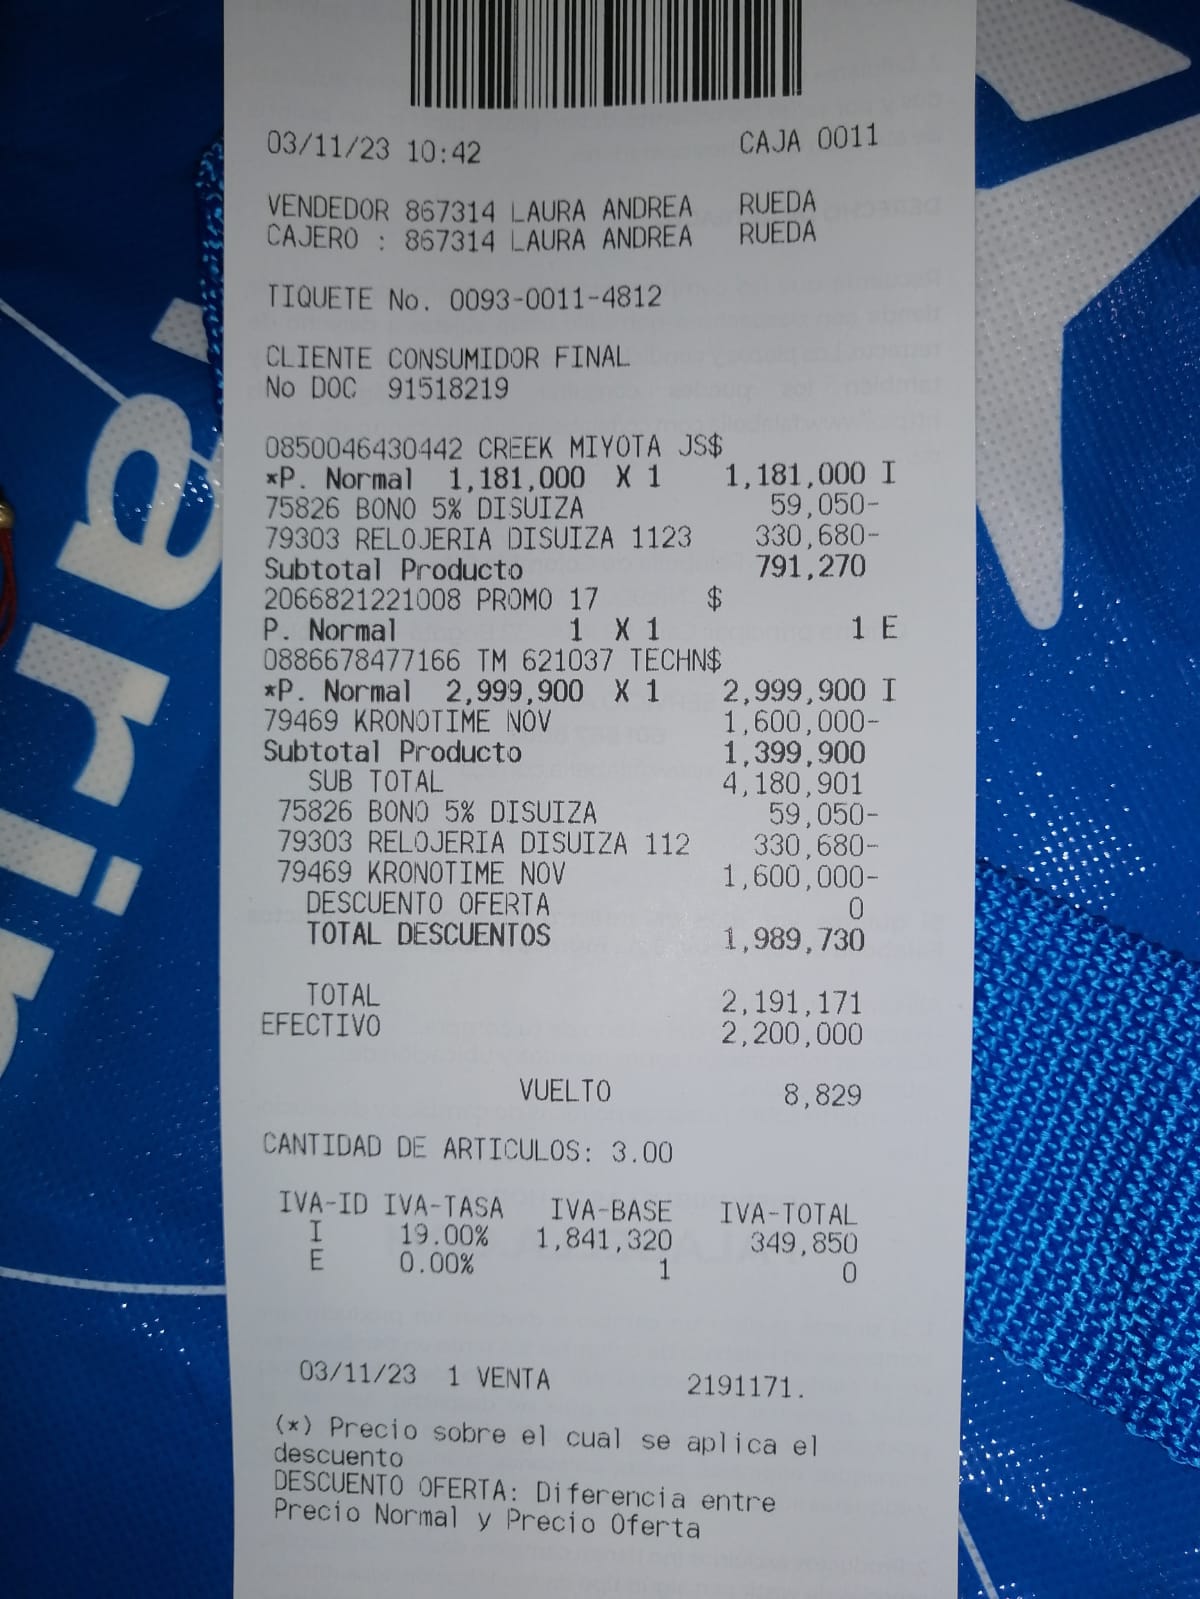 03/11/23 10:42 CAJA 0011
VENDEDOR 867314 LAURA ANDREA RUEDA
CAJERO : 867314 LAURA ANDREA RUEDA
TIQUETE No. 0093-0011-4812
CLIENTE CONSUMIDOR FINAL
No DOC 91518219
0850046430442 CREEK MIYOTA JS$
*P. Normal 1,181,000 X 1 1,181,000 I
75826 BONO 5% DISUIZA 59,050-
79303 RELOJERIA DISUIZA 1123 330,680-
Subtotal Producto 791,270
2066821221008 PROMO 17 $
P. Normal 1 X 1 1 E
0886678477166 TM 621037 TECHN$
*P. Normal 2,999,900 X 1 2,999,900 I
79469 KRONOTIME NOV 1,600,000-
Subtotal Producto 1,399,900
SUB TOTAL 4,180,901
75826 BONO 5% DISUIZA 59,050-
79303 RELOJERIA DISUIZA 112 330,680-
79469 KRONOTIME NOV 1,600,000-
DESCUENTO OFERTA 0
TOTAL DESCUENTOS 1,989,730
TOTAL 2,191,171
EFECTIVO 2,200,000
VUELTO 8,829
CANTIDAD DE ARTICULOS: 3.00
IVA-ID IVA-TASA IVA-BASE IVA-TOTAL
I 19.00% 1,841,320 349,850
E 0.00% 1 0
03/11/23 1 VENTA 2191171.
(*) Precio sobre el cual se aplica el
descuento
DESCUENTO OFERTA: Diferencia entre
Precio Normal y Precio Oferta